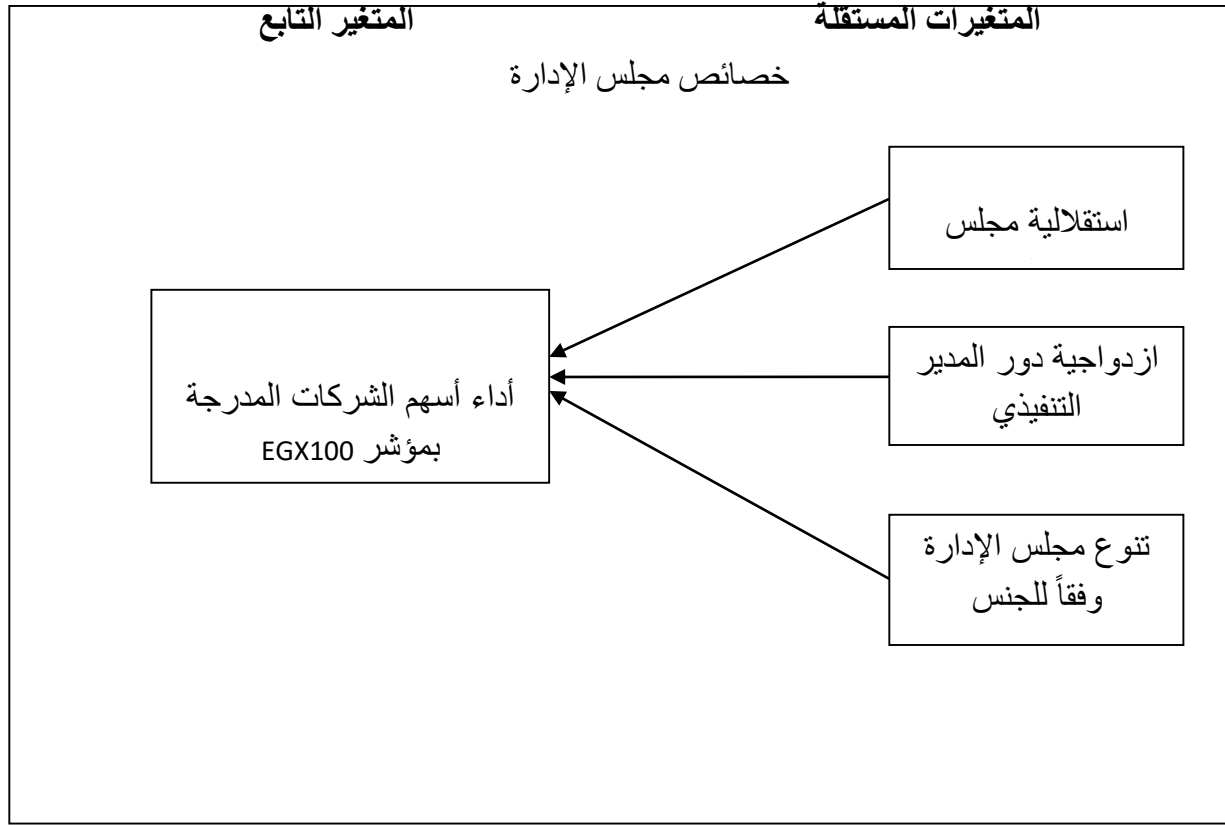 المتغيرات المستقلة
المتغير التابع
خصائص مجلس الإدارة
استقلالية مجلس
ازدواجية دور المدير
التنفيذي
تنوع مجلس الإدارة
وفقاً للجنس
أداء أسهم الشركات المدرجة
بمؤشر EGX100